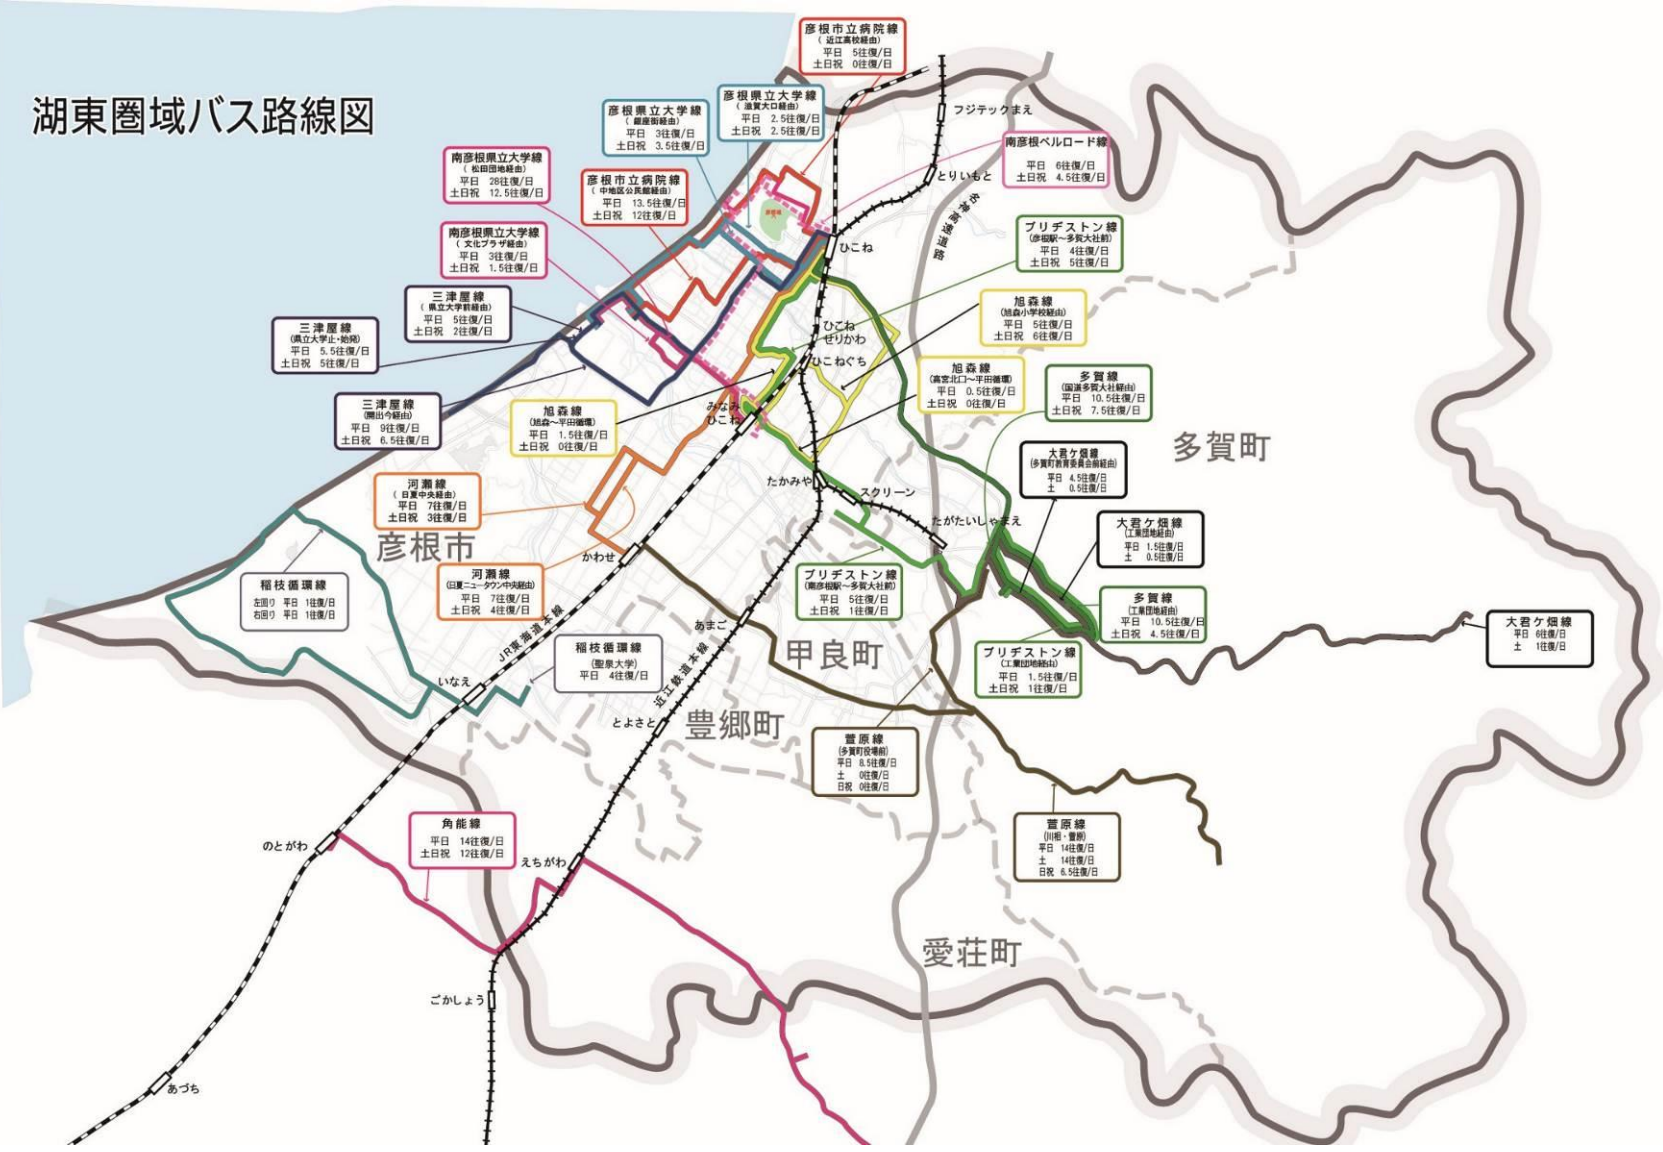 湖東圏域バス路線図
彦根市立病院線
(近江高校経由)
平日 5往復/日
土日祝 0往復/日
彦根県立大学線
(滋賀大口経由)
平日 2.5往復/日
土日祝 2.5往復/日
彦根県立大学線
(銀座街経由)
平日 3往復/日
土日祝 3.5往復/日
南彦根県立大学線
(松田団地経由)
平日 28往復/日
土日祝 12.5往復/日
彦根市立病院線
(中地区公民館経由)
平日 13.5往復/日
土日祝 12往復/日
南彦根ベルロード線
平日 6往復/日
土日祝 4.5往復/日
南彦根県立大学線
(文化プラザ経由)
平日 3往復/日
土日祝 1.5往復/日
ブリヂストン線
(彦根駅～多賀大社前)
平日 4往復/日
土日祝 5往復/日
三津屋線
(県立大学前経由)
平日 5往復/日
土日祝 2往復/日
三津屋線
(県立大学止・始発)
平日 5.5往復/日
土日祝 5往復/日
旭森線
(旭森小学校経由)
平日 5往復/日
土日祝 6往復/日
三津屋線
(開出今経由)
平日 9往復/日
土日祝 6.5往復/日
旭森線
(旭森～平田循環)
平日 1.5往復/日
土日祝 0往復/日
旭森線
(高宮北口～平田循環)
平日 0.5往復/日
土日祝 0往復/日
多賀線
(国道多賀大社経由)
平日 10.5往復/日
土日祝 7.5往復/日
大君ケ畑線
(多賀町教育委員会前経由)
平日 4.5往復/日
土 0.5往復/日
大君ケ畑線
(工業団地経由)
平日 1.5往復/日
土 0.5往復/日
河瀬線
(日夏中央経由)
平日 7往復/日
土日祝 3往復/日
河瀬線
(日夏ニュータウン中央経由)
平日 7往復/日
土日祝 4往復/日
稲枝循環線
左回り 平日 1往復/日
右回り 平日 1往復/日
稲枝循環線
(聖泉大学)
平日 4往復/日
ブリヂストン線
(南彦根駅～多賀大社前)
平日 5往復/日
土日祝 1往復/日
多賀線
(工業団地経由)
平日 10.5往復/日
土日祝 4.5往復/日
ブリヂストン線
(工業団地経由)
平日 1.5往復/日
土日祝 1往復/日
大君ケ畑線
平日 6往復/日
土 1往復/日
萱原線
(多賀町役場前)
平日 8.5往復/日
土 0往復/日
日祝 0往復/日
萱原線
(川相・萱原)
平日 14往復/日
土 14往復/日
日祝 6.5往復/日
角能線
平日 14往復/日
土日祝 12往復/日
フジテックまえ
とりいもと
名神高速道路
ひこね
ひこね
せりかわ
ひこねぐち
みなみ
ひこね
たかみや
スクリーン
たがたいしゃまえ
かわせ
あまご
いなえ
とよさと
のとがわ
えちがわ
ごかしょう
あづち
JR東海道本線
近江鉄道本線
彦根市
多賀町
甲良町
豊郷町
愛荘町